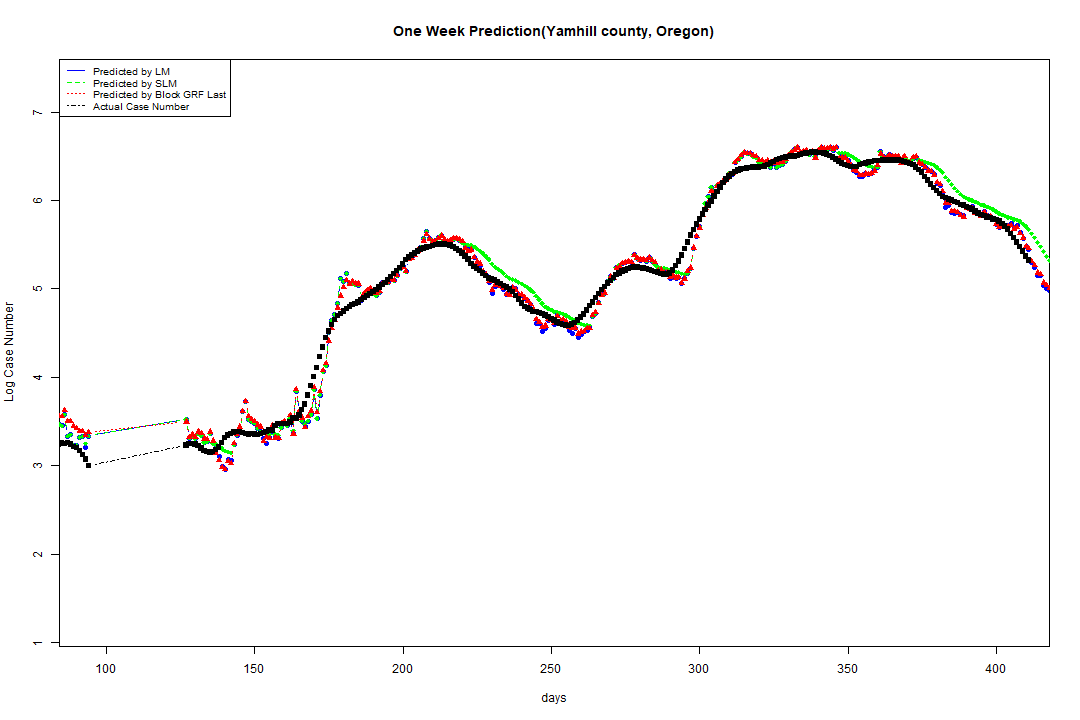 One Week Prediction(Yamhill county, Oregon)
Predicted by LM
Predicted by SLM
Predicted by Block GRF Last
Actual Case Number
7
6
5
4
3
2
1
Log Case Number
100 150 200 250 300 350 400
days